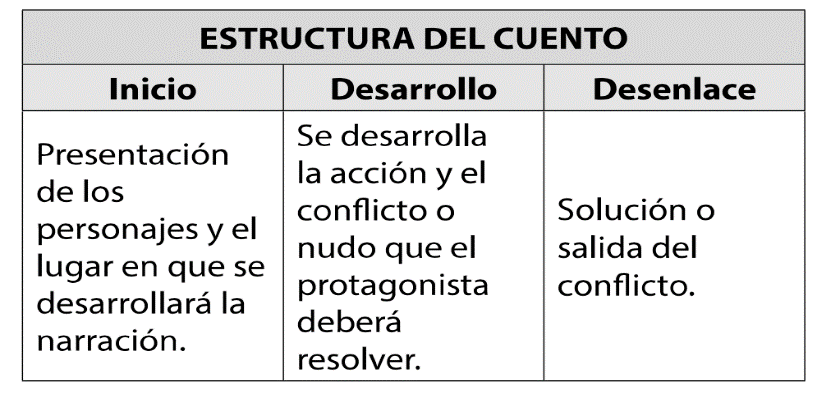 ESTRUCTURA DEL CUENTO
Inicio
Desarrollo
Desenlace
Presentación
de los
personajes y el
lugar en que se
desarrollará la
narración.
Se desarrolla
la acción y el
conflicto o
nudo que el
protagonista
deberá
resolver.
Solución o
salida del
conflicto.